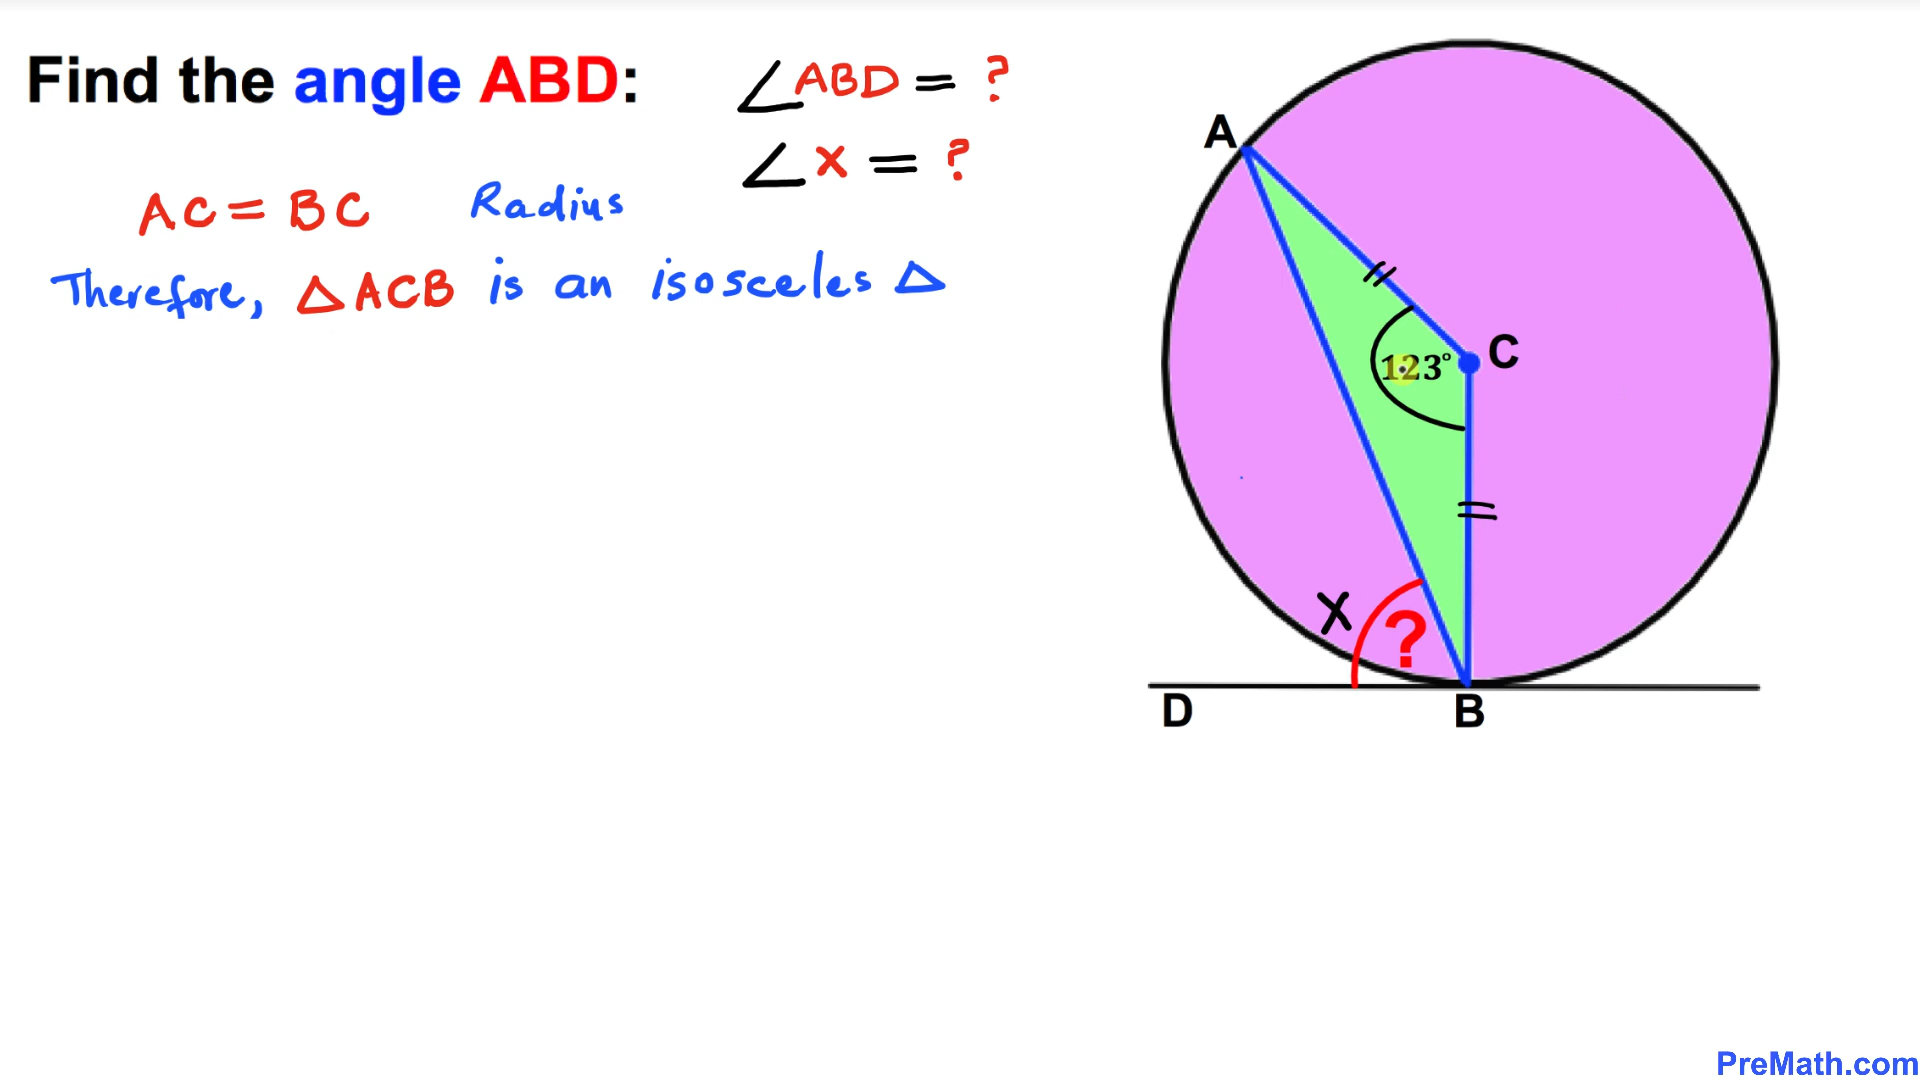 Find the angle ABD:
∠ABD = ?
∠x = ?
AC = BC Radius
Therefore, △ACB is an isosceles △
A
C
123°
x
?
D
B
PreMath.com